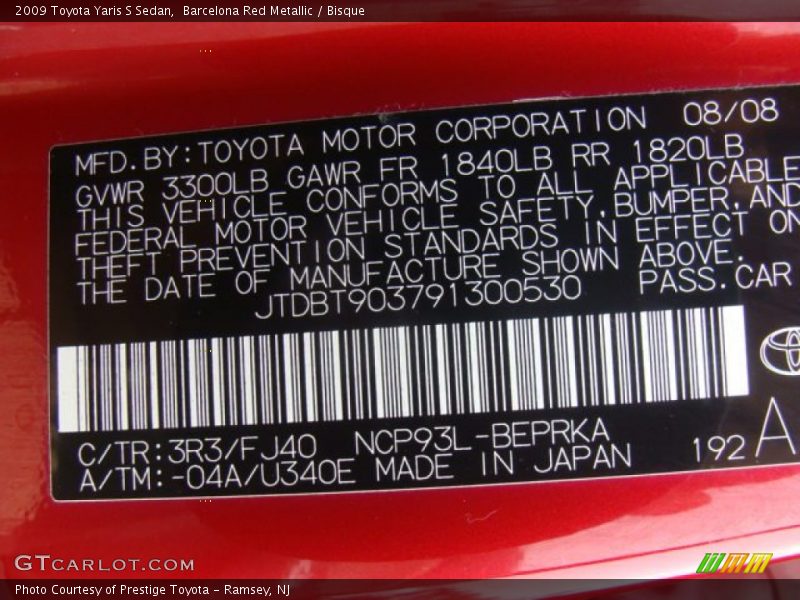 2009 Toyota Yaris S Sedan,  Barcelona Red Metallic / Bisque
MFD.BY:TOYOTA MOTOR CORPORATION 08/08
GVWR 3300LB GAWR FR 1840LB RR 1820LB
THIS VEHICLE CONFORMS TO ALL APPLICABLE
FEDERAL MOTOR VEHICLE SAFETY,BUMPER,AND
THEFT PREVENTION STANDARDS IN EFFECT ON
THE DATE OF MANUFACTURE SHOWN ABOVE.
JTDBT903791300530 PASS.CAR
C/TR:3R3/FJ40 NCP93L-BEPRKA
A/TM:-04A/U340E MADE IN JAPAN 192 A
GTCARLOT.COM
Photo Courtesy of Prestige Toyota - Ramsey, NJ